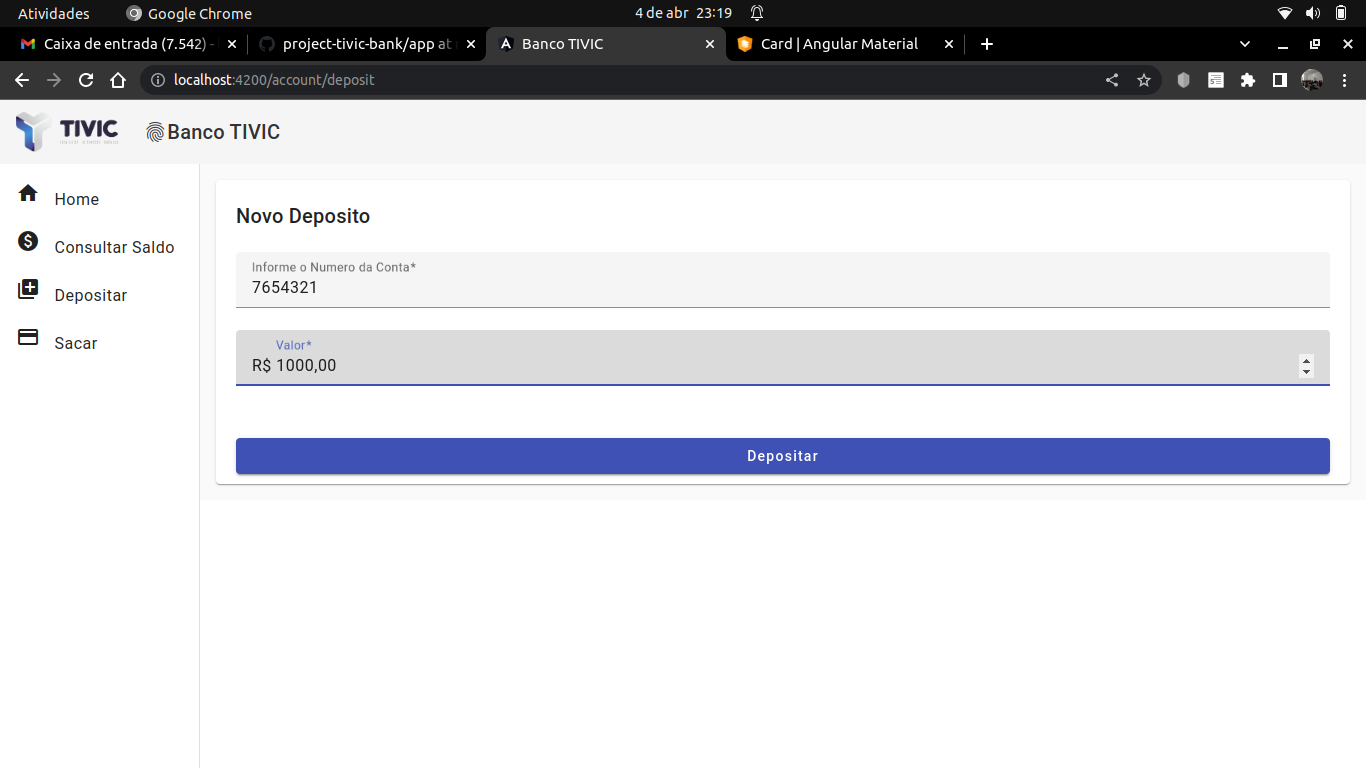 Atividades Google Chrome 4 de abr 23:19
Caixa de entrada (7.542) - project-tivic-bank/app at Banco TIVIC Card | Angular Material
localhost:4200/account/deposit
TIVIC Banco TIVIC
Home
Consultar Saldo
Depositar
Sacar
Novo Deposito
Informe o Numero da Conta*
7654321
Valor*
R$ 1000,00
Depositar